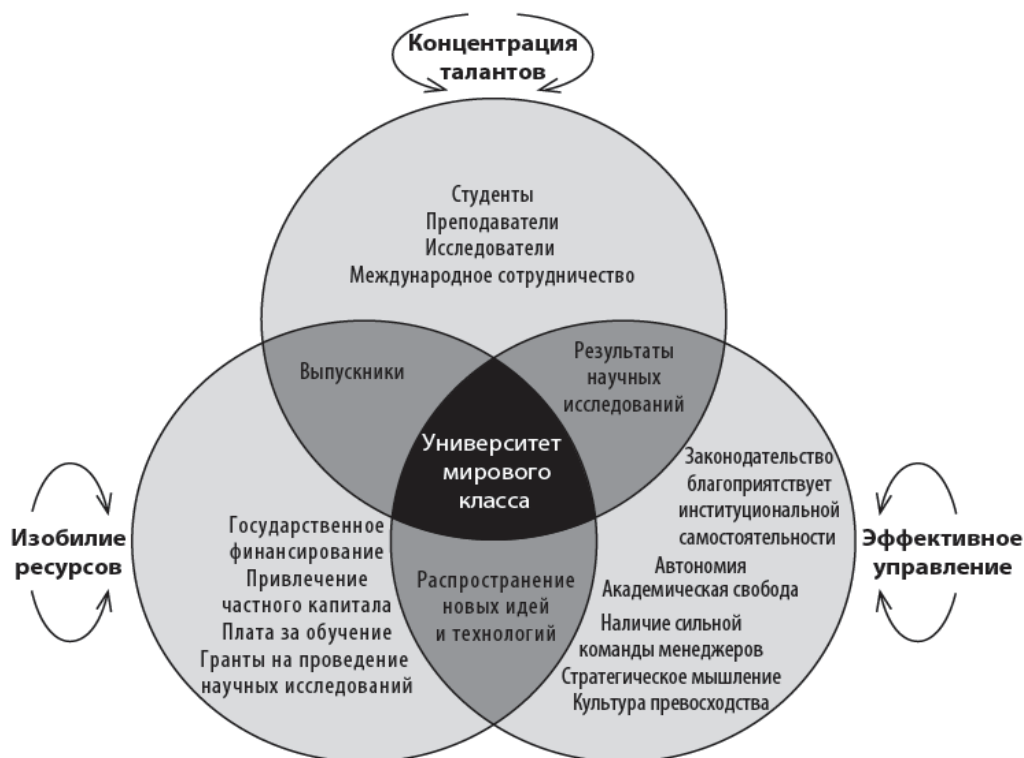 Концентрация
талантов
Студенты
Преподаватели
Исследователи
Международное сотрудничество
Выпускники
Результаты
научных
исследований
Университет
мирового
класса
Изобилие
ресурсов
Государственное
финансирование
Привлечение
частного капитала
Плата за обучение
Гранты на проведение
научных исследований
Распространение
новых идей
и технологий
Законодательство
благоприятствует
институциональной
самостоятельности
Автономия
Академическая свобода
Наличие сильной
команды менеджеров
Стратегическое мышление
Культура превосходства
Эффективное
управление